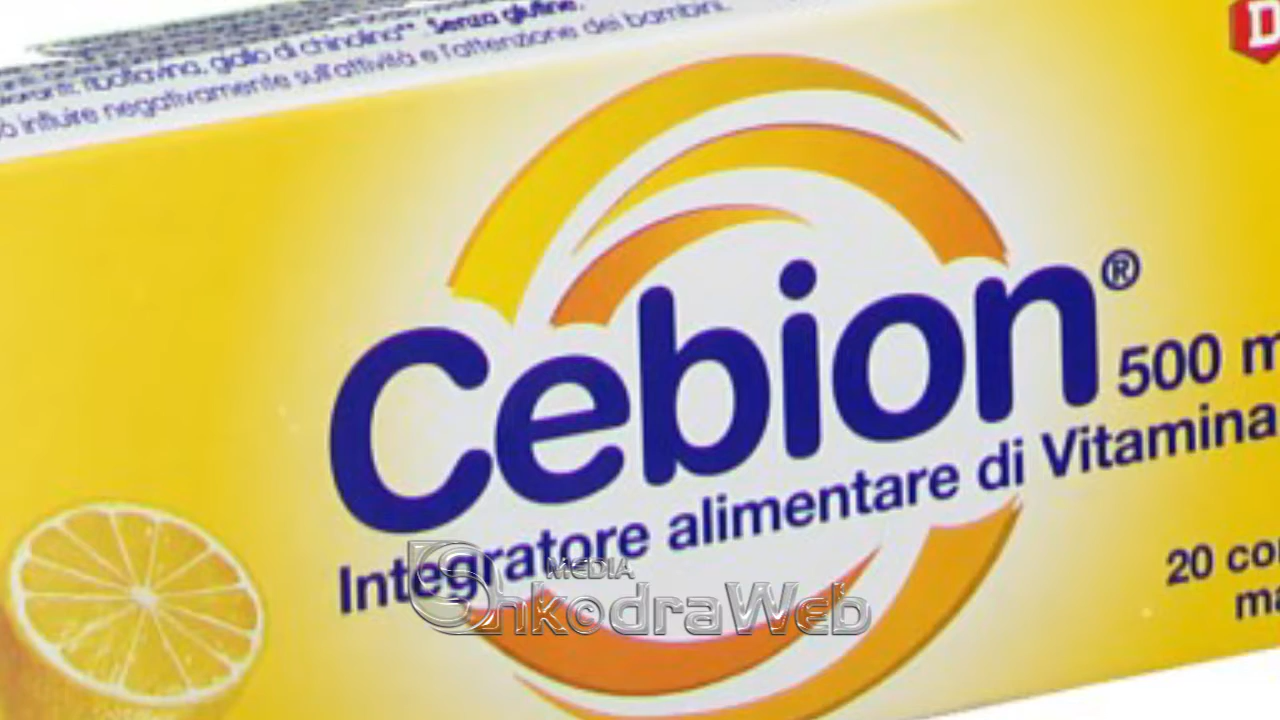 riboflavina, giallo di chinolina** Senza glutine.
influire negativamente sull'attività e l'attenzione dei bambini.
D
Cebion®
500 m
Integratore alimentare di Vitamina
20 co
ma
MEDIA
ShkodraWeb